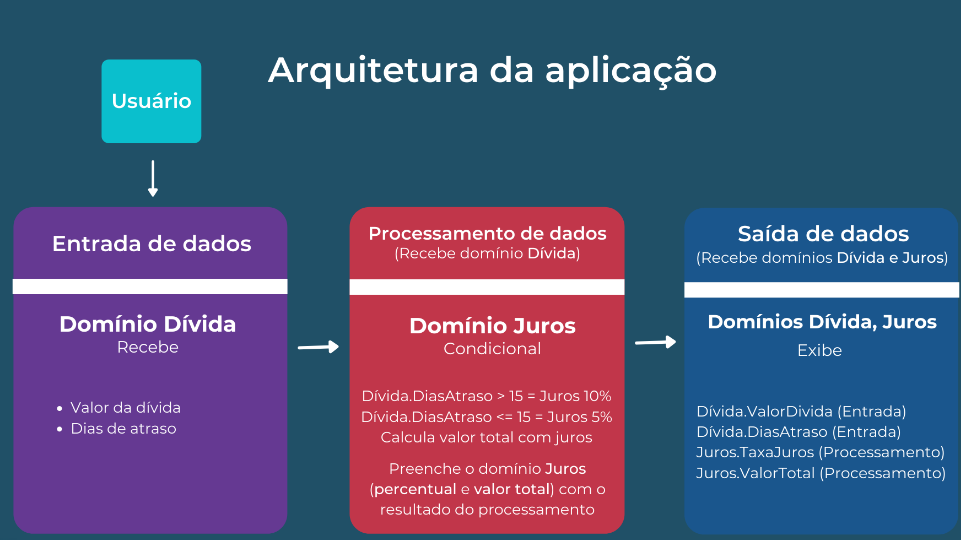 Arquitetura da aplicação
Usuário
Entrada de dados
Domínio Dívida
Recebe
• Valor da dívida
• Dias de atraso
Processamento de dados
(Recebe domínio Dívida)
Domínio Juros
Condicional
Dívida.DiasAtraso > 15 = Juros 10%
Dívida.DiasAtraso <= 15 = Juros 5%
Calcula valor total com juros
Preenche o domínio Juros
(percentual e valor total) com o
resultado do processamento
Saída de dados
(Recebe domínios Dívida e Juros)
Domínios Dívida, Juros
Exibe
Dívida.ValorDivida (Entrada)
Dívida.DiasAtraso (Entrada)
Juros.TaxaJuros (Processamento)
Juros.ValorTotal (Processamento)